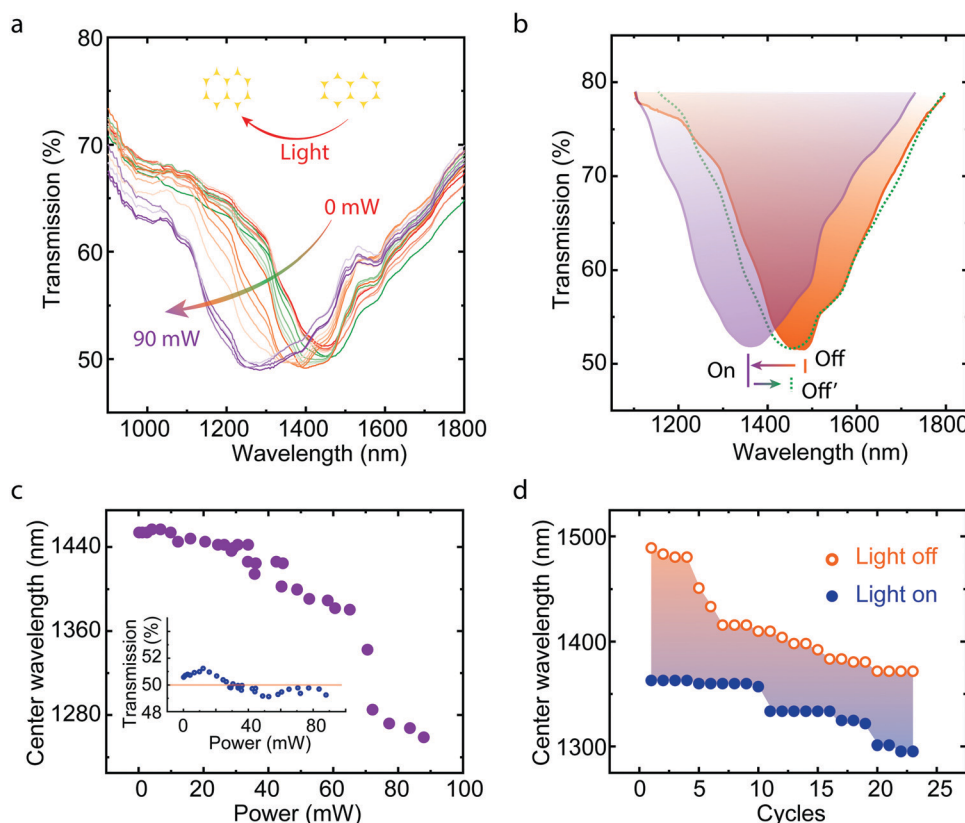 a
80
70
60
50
Transmission (%)
Light
0 mW
90 mW
1000 1200 1400 1600 1800
Wavelength (nm)
b
80
70
60
50
Transmission (%)
On
Off
Off′
1200 1400 1600 1800
Wavelength (nm)
c
1440
1360
1280
Center wavelength (nm)
Transmission (%)
52
50
48
0 40 80
Power (mW)
0 20 40 60 80 100
Power (mW)
d
1500
1400
1300
Center wavelength (nm)
Light off
Light on
0 5 10 15 20 25
Cycles